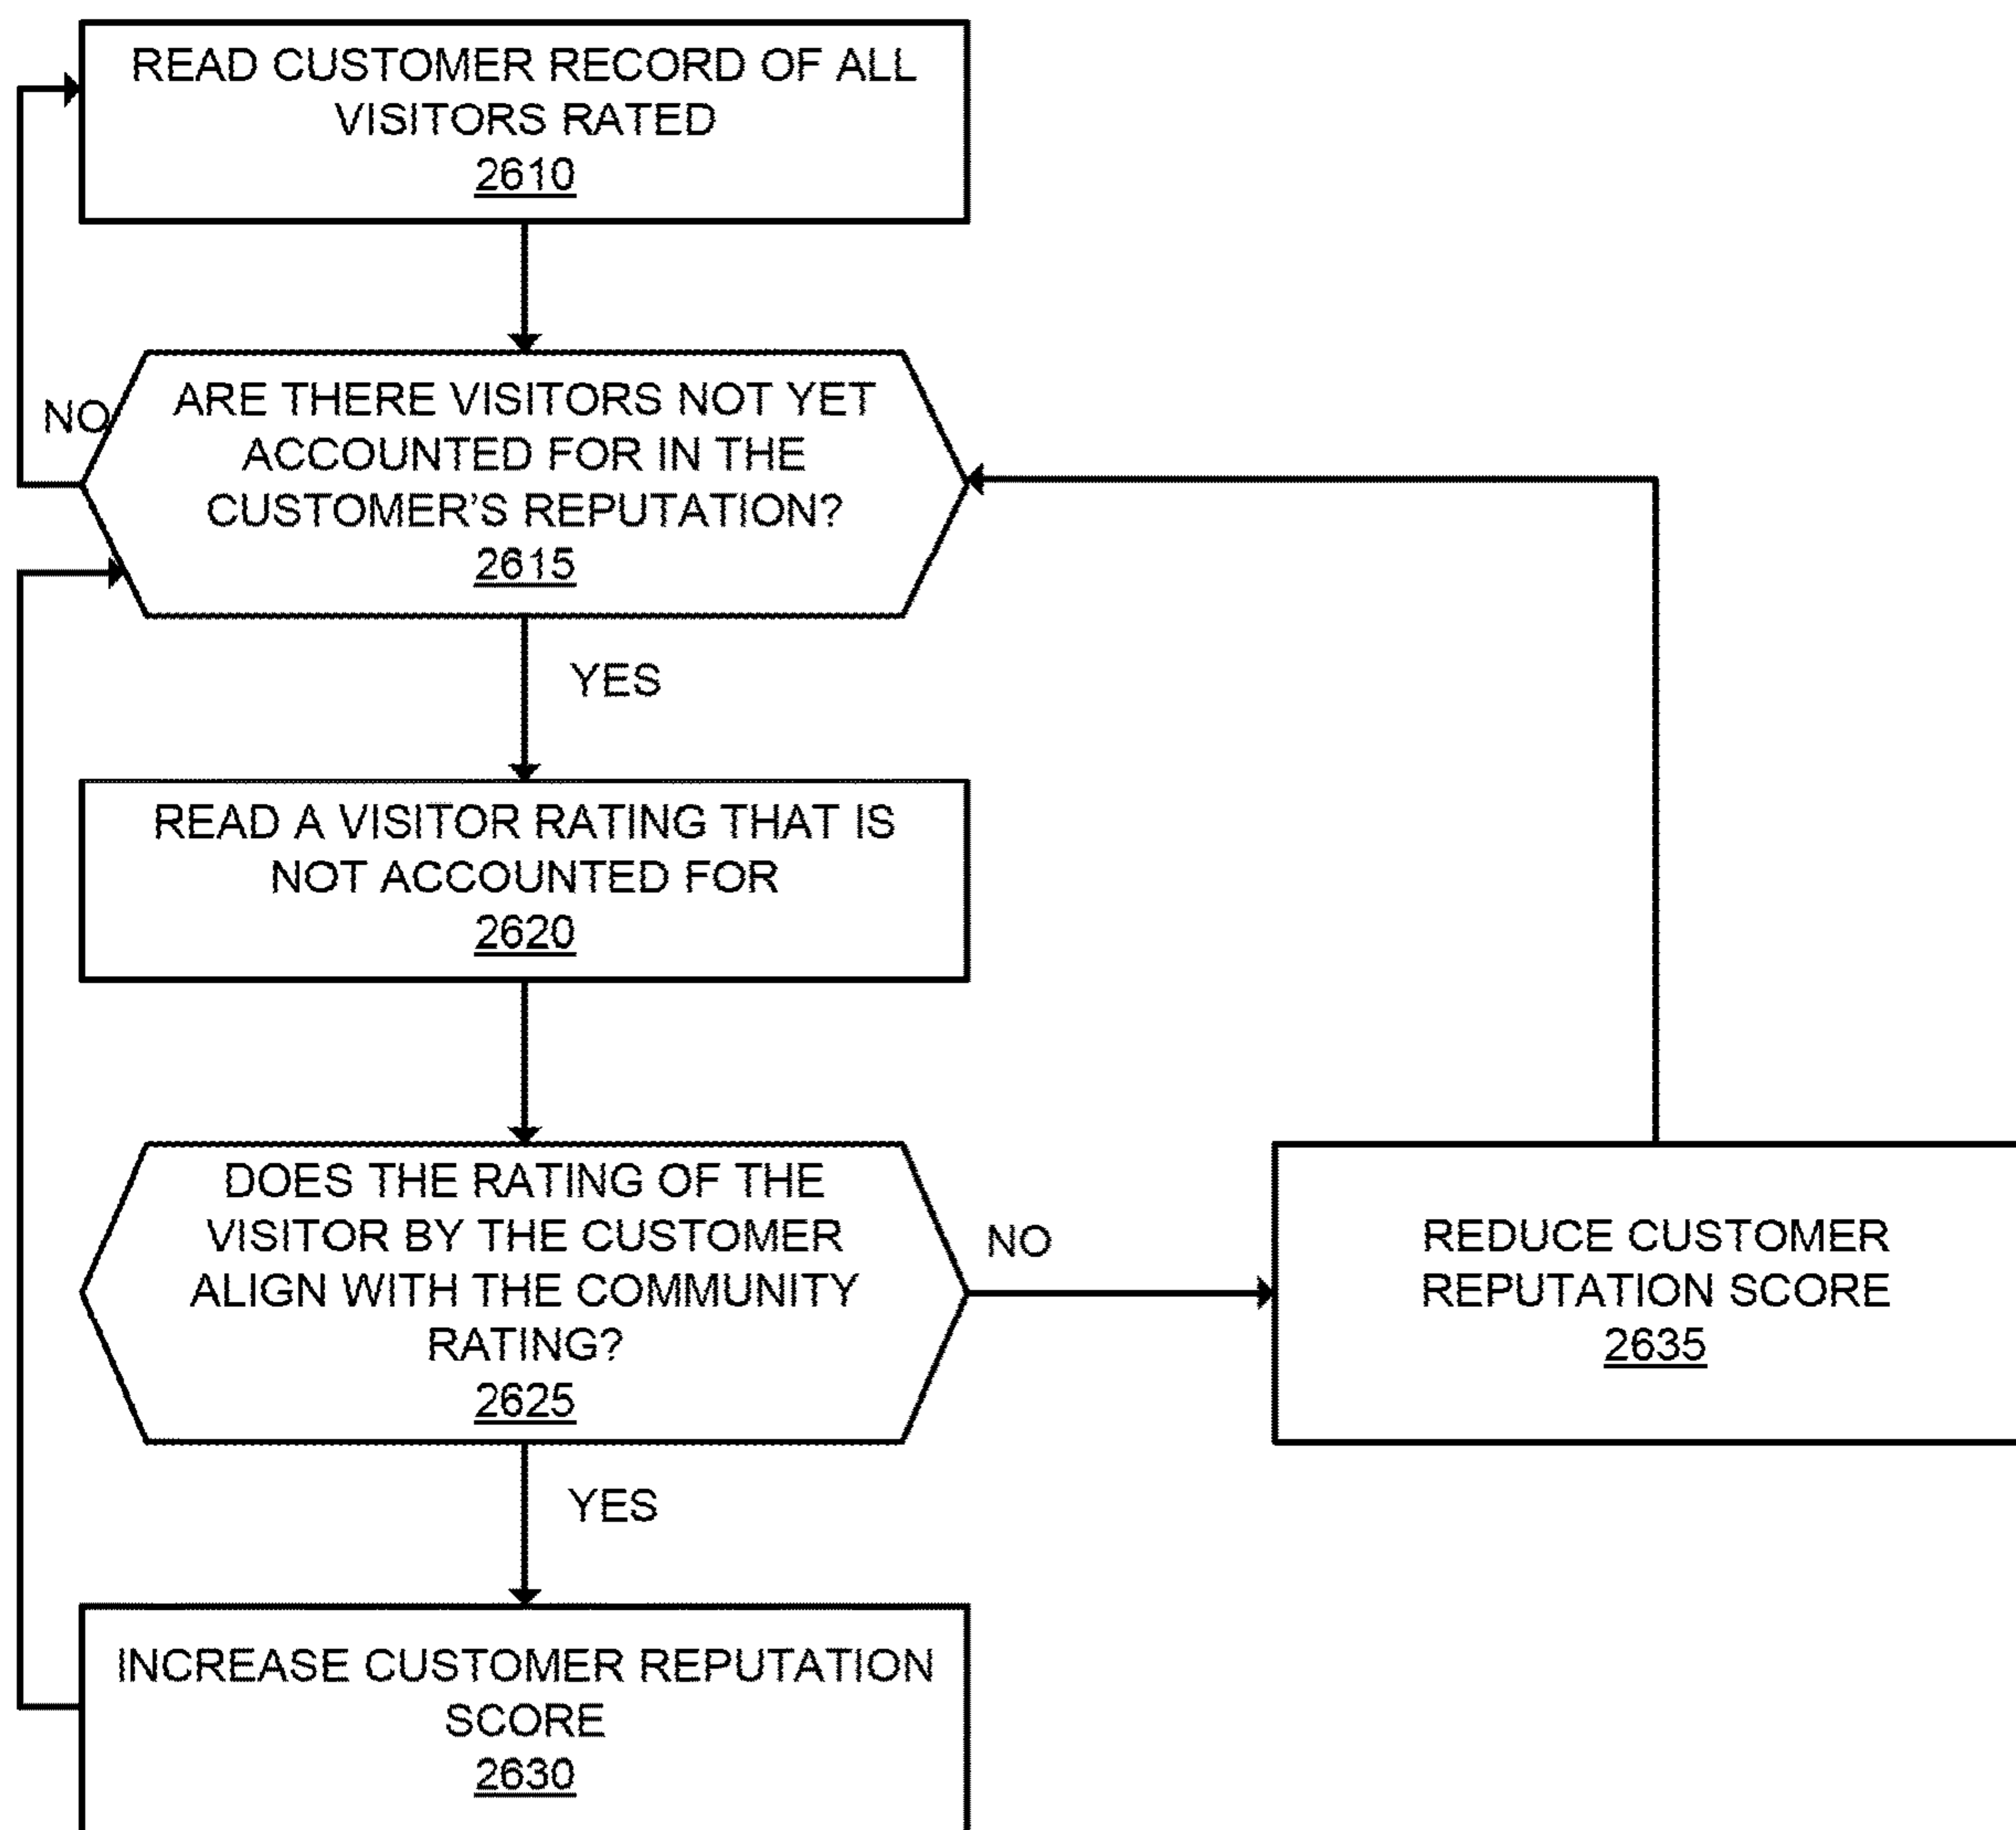 READ CUSTOMER RECORD OF ALL
VISITORS RATED
2610
NO
ARE THERE VISITORS NOT YET
ACCOUNTED FOR IN THE
CUSTOMER'S REPUTATION?
2615
YES
READ A VISITOR RATING THAT IS
NOT ACCOUNTED FOR
2620
DOES THE RATING OF THE
VISITOR BY THE CUSTOMER
ALIGN WITH THE COMMUNITY
RATING?
2625
NO
REDUCE CUSTOMER
REPUTATION SCORE
2635
YES
INCREASE CUSTOMER REPUTATION
SCORE
2630